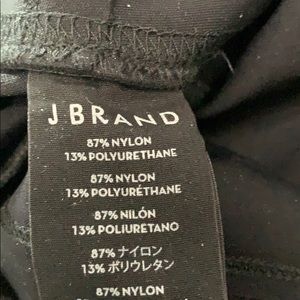 J BRAND
87% NYLON
13% POLYURETHANE
87% NYLON
13% POLYURÉTHANE
87% NILÓN
13% POLIURETANO
87% ナイロン
13% ポリウレタン
87% NYLON